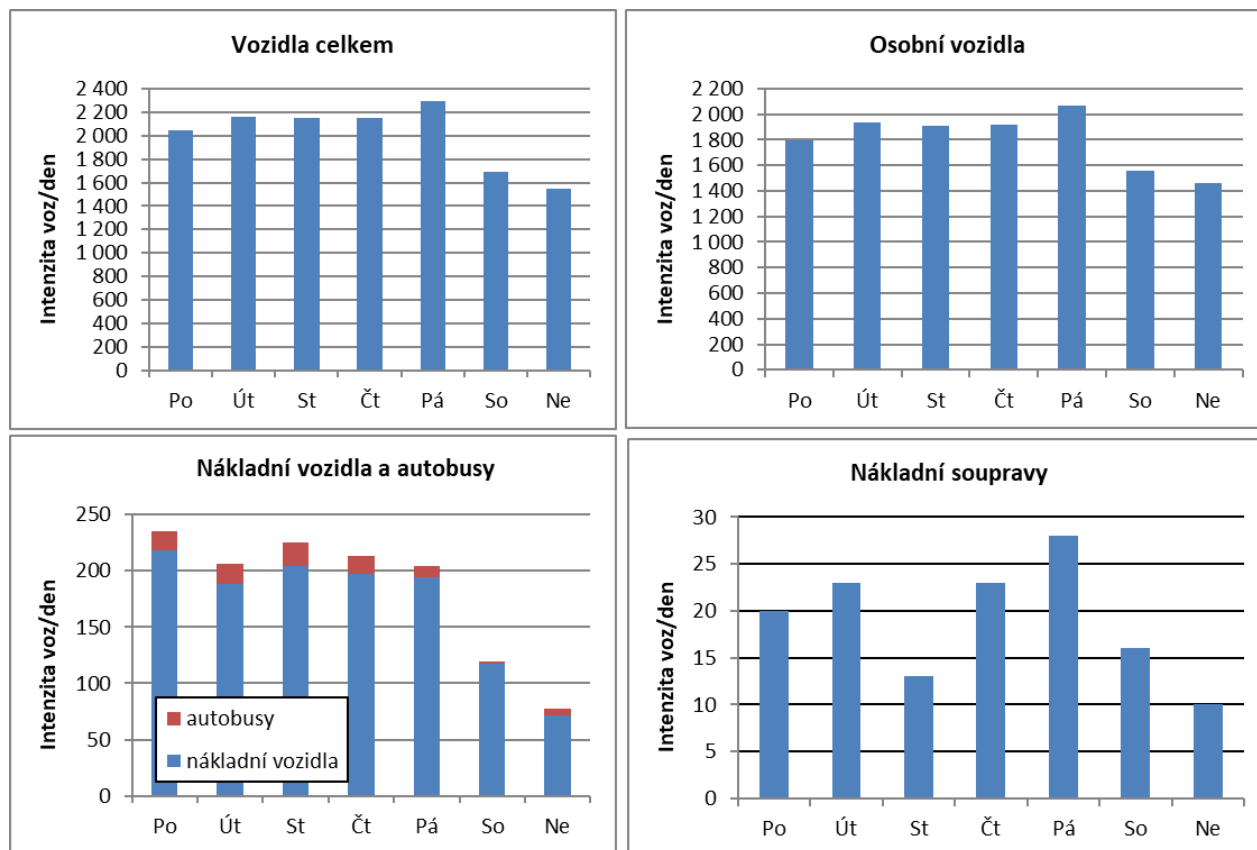 Vozidla celkem
Intenzita voz/den
2 400
2 200
2 000
1 800
1 600
1 400
1 200
1 000
800
600
400
200
0
Po Út St Čt Pá So Ne
Osobní vozidla
Intenzita voz/den
2 200
2 000
1 800
1 600
1 400
1 200
1 000
800
600
400
200
0
Po Út St Čt Pá So Ne
Nákladní vozidla a autobusy
Intenzita voz/den
250
200
150
100
50
0
autobusy
nákladní vozidla
Po Út St Čt Pá So Ne
Nákladní soupravy
Intenzita voz/den
30
25
20
15
10
5
0
Po Út St Čt Pá So Ne